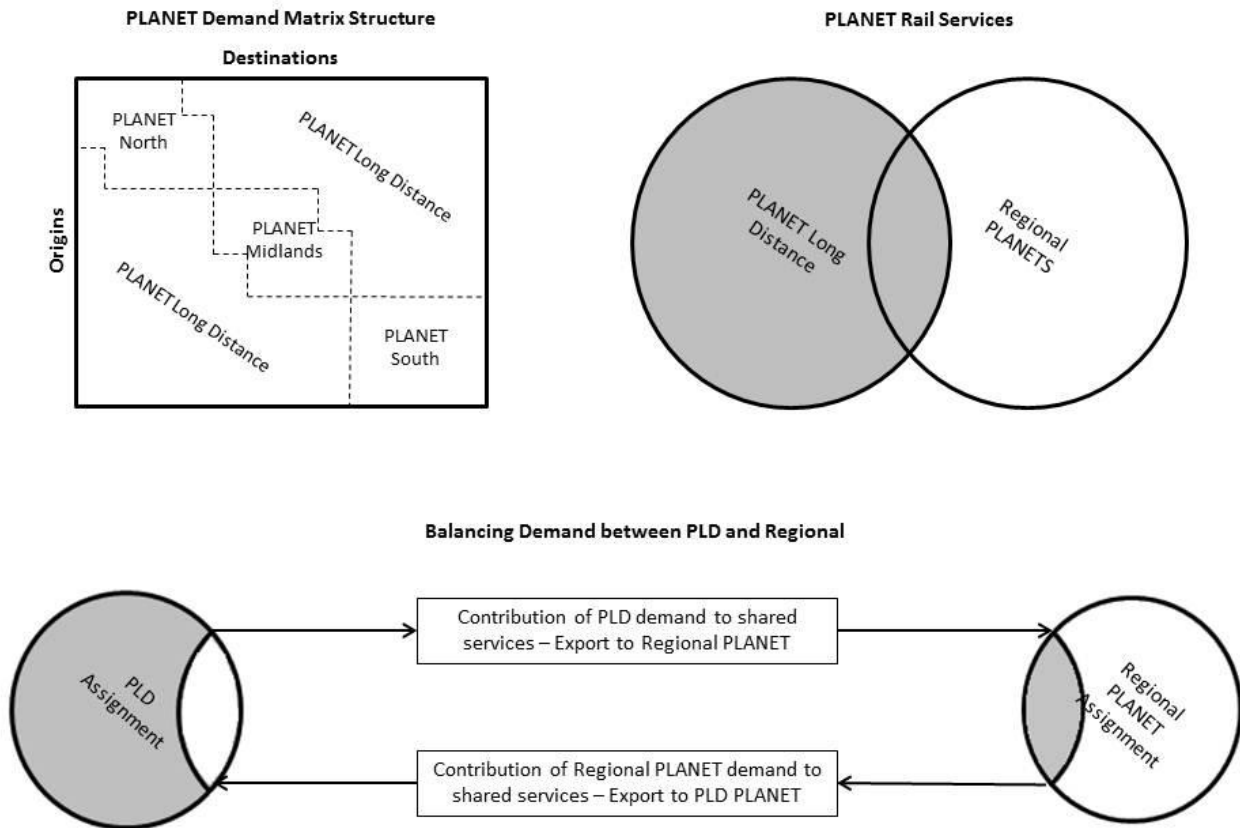 PLANET Demand Matrix Structure
Destinations
Origins
PLANET
North
PLANET Long Distance
PLANET
Midlands
PLANET Long Distance
PLANET
South
PLANET Rail Services
PLANET Long
Distance
Regional
PLANETS
Balancing Demand between PLD and Regional
PLD
Assignment
Contribution of PLD demand to shared
services – Export to Regional PLANET
Regional
PLANET
Assignment
Contribution of Regional PLANET demand to
shared services – Export to PLD PLANET